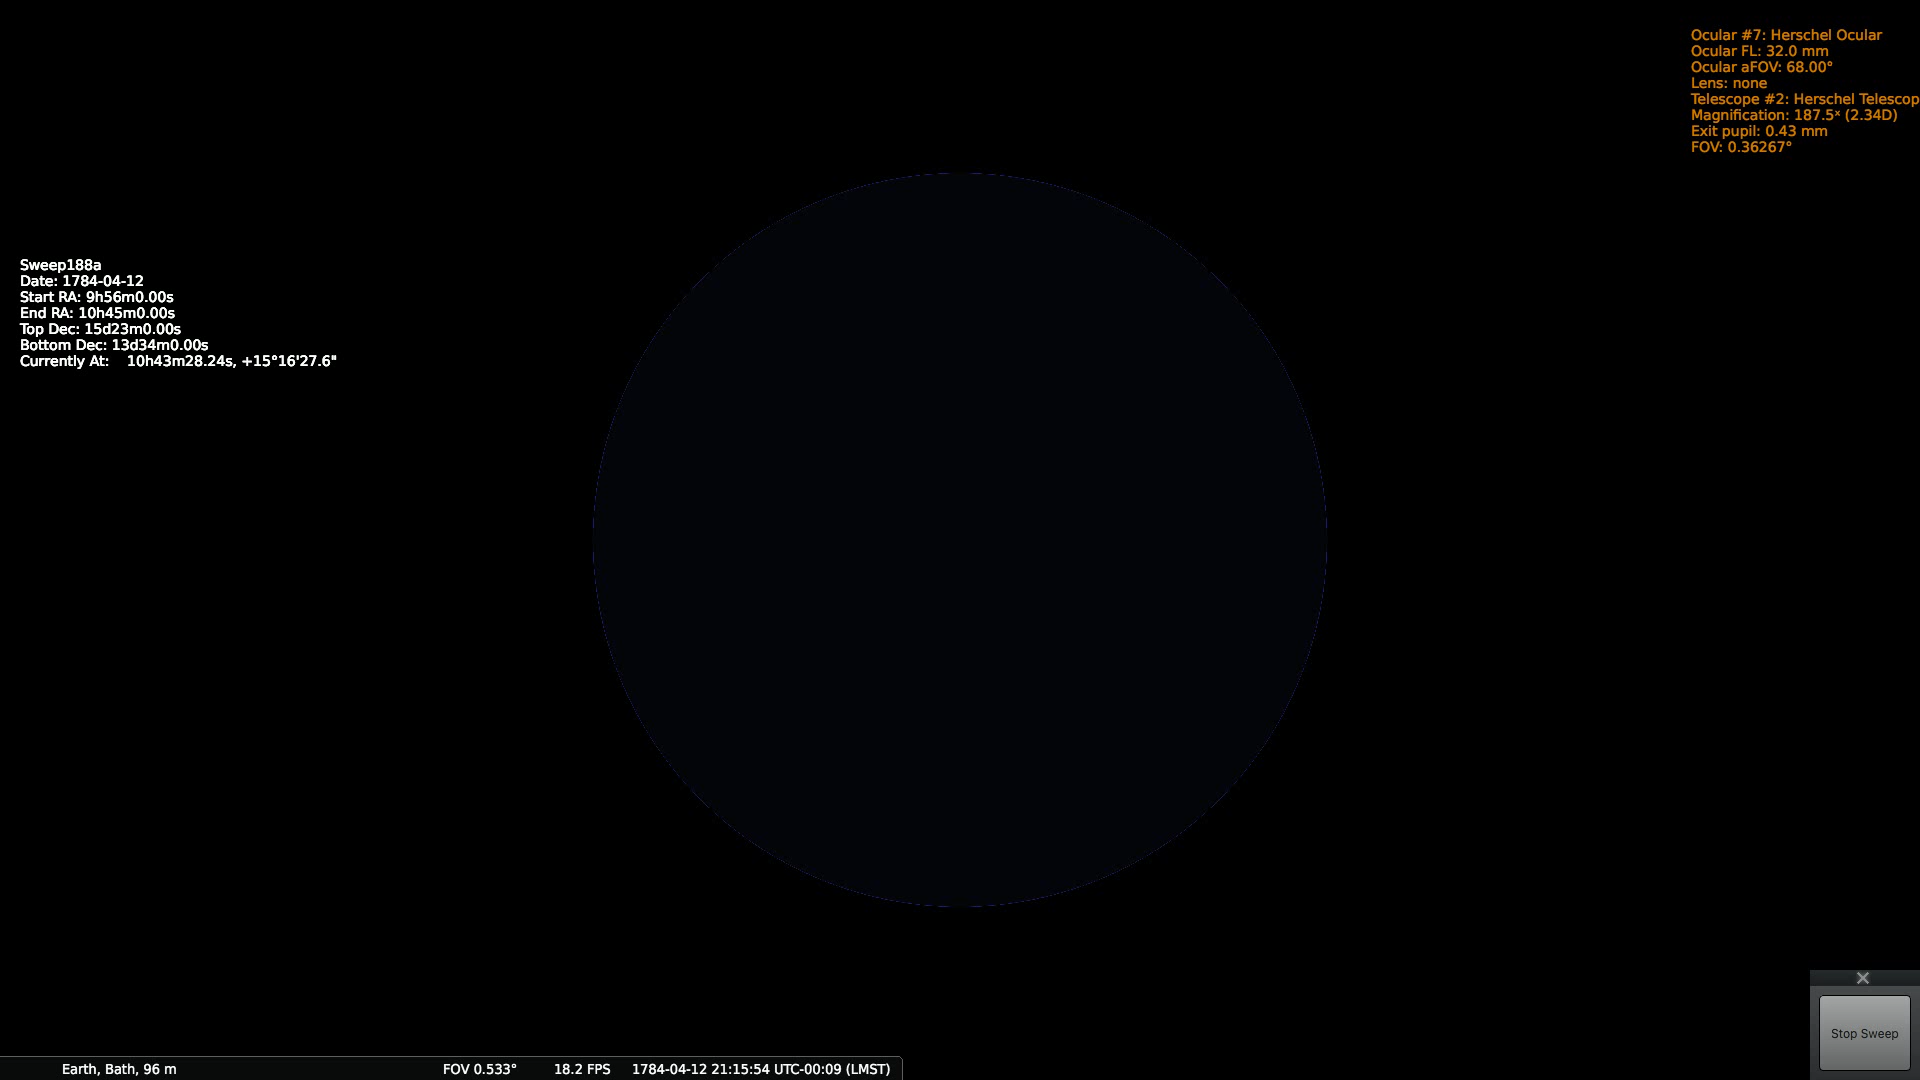 Ocular #7: Herschel Ocular
Ocular FL: 32.0 mm
Ocular aFOV: 68.00°
Lens: none
Telescope #2: Herschel Telescop
Magnification: 187.5ˣ (2.34D)
Exit pupil: 0.43 mm
FOV: 0.36267°
Sweep188a
Date: 1784-04-12
Start RA: 9h56m0.00s
End RA: 10h45m0.00s
Top Dec: 15d23m0.00s
Bottom Dec: 13d34m0.00s
Currently At: 10h43m28.24s, +15°16'27.6"
Stop Sweep
Earth, Bath, 96 m FOV 0.533° 18.2 FPS 1784-04-12 21:15:54 UTC-00:09 (LMST)